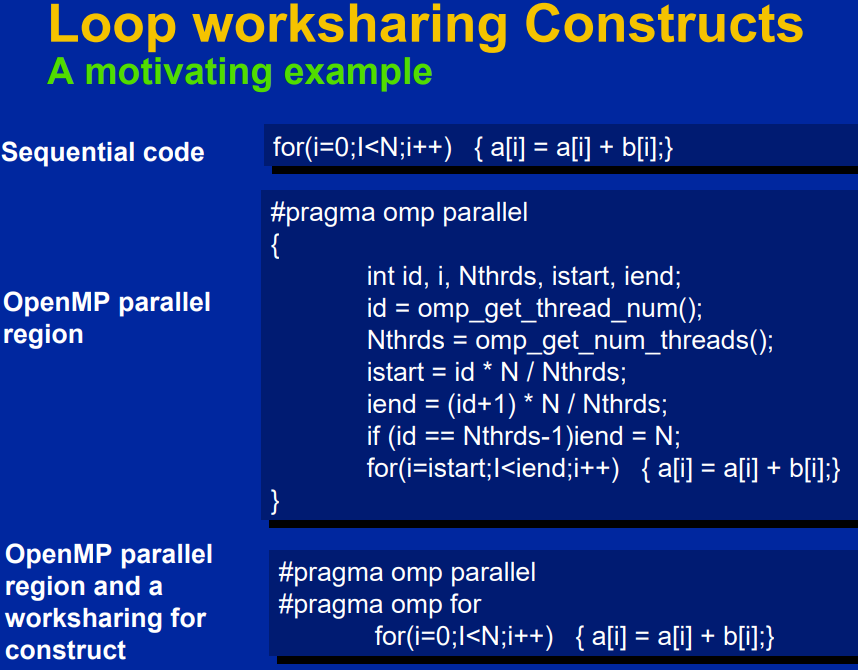 Loop worksharing Constructs
A motivating example
Sequential code
for(i=0;I<N;i++) { a[i] = a[i] + b[i];}
OpenMP parallel
region
#pragma omp parallel
{
int id, i, Nthrds, istart, iend;
id = omp_get_thread_num();
Nthrds = omp_get_num_threads();
istart = id * N / Nthrds;
iend = (id+1) * N / Nthrds;
if (id == Nthrds-1)iend = N;
for(i=istart;I<iend;i++) { a[i] = a[i] + b[i];}
}
OpenMP parallel
region and a
worksharing for
construct
#pragma omp parallel
#pragma omp for
for(i=0;I<N;i++) { a[i] = a[i] + b[i];}